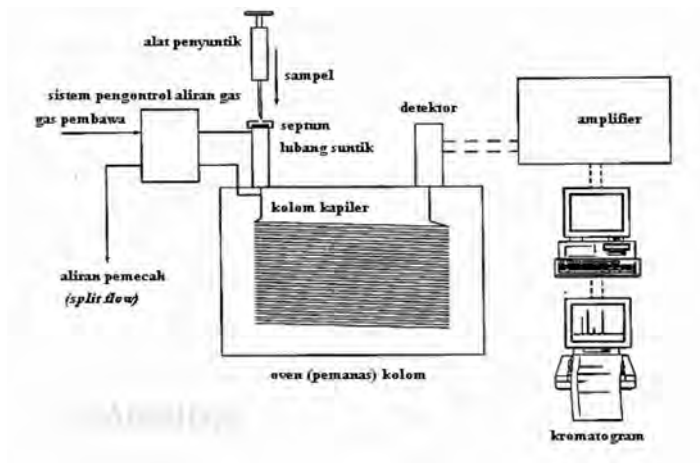 alat penyuntik
sampel
sistem pengontrol aliran gas
gas pembawa
septum
lubang suntik
detektor
amplifier
kolom kapiler
aliran pemecah
(split flow)
oven (pemanas) kolom
kromatogram